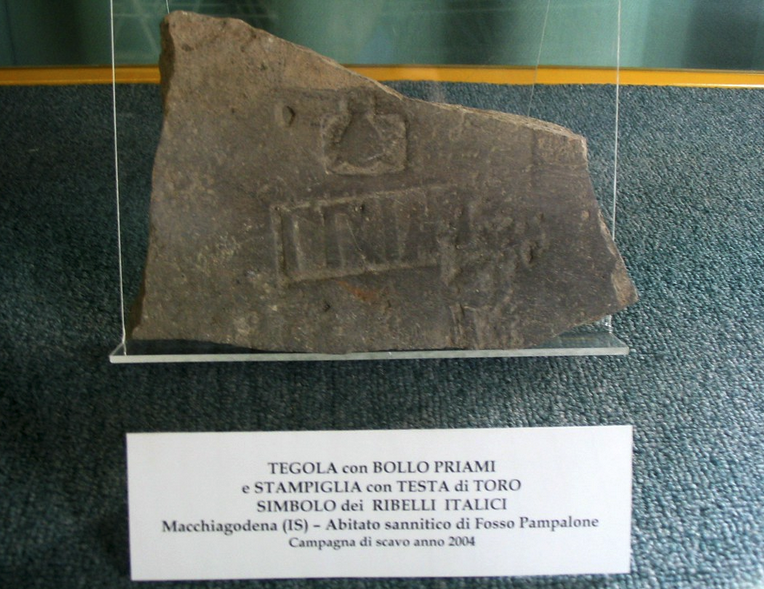 PRIA
TEGOLA con BOLLO PRIAMI
e STAMPIGLIA con TESTA di TORO
SIMBOLO dei RIBELLI ITALICI
Macchiagodena (IS) – Abitato sannitico di Fosso Pampalone
Campagna di scavo anno 2004